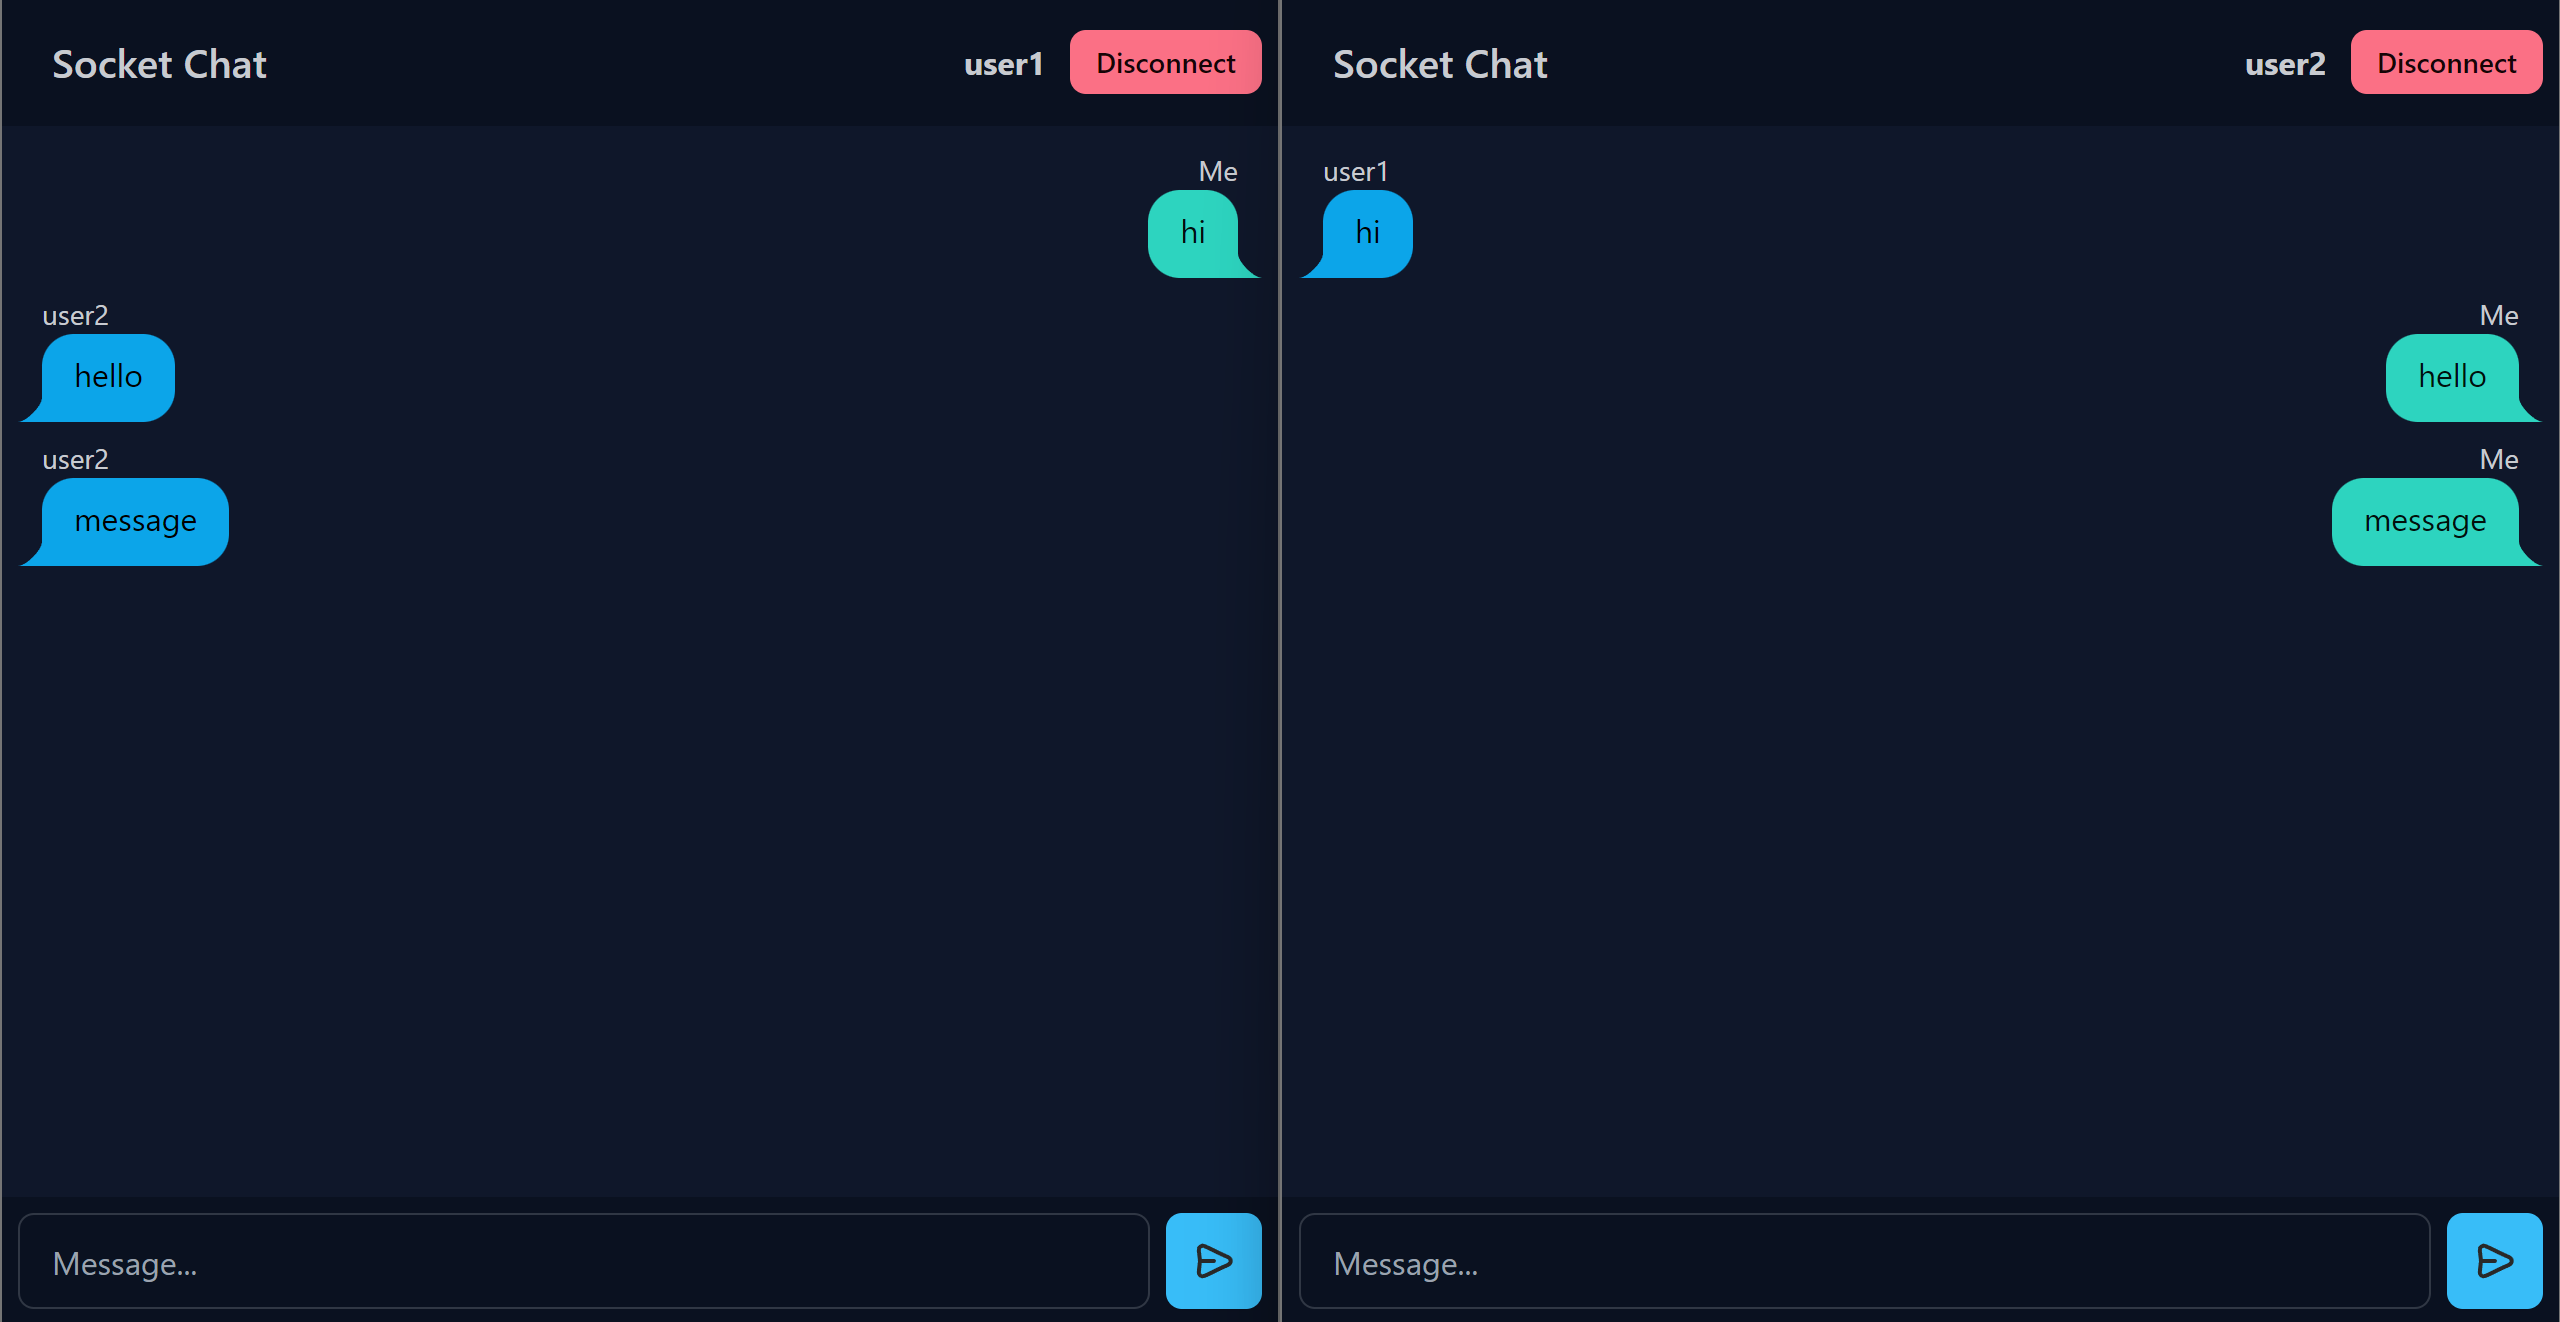 Socket Chat
user1
Disconnect
Me
hi
user2
hello
user2
message
Message...
Socket Chat
user2
Disconnect
user1
hi
Me
hello
Me
message
Message...